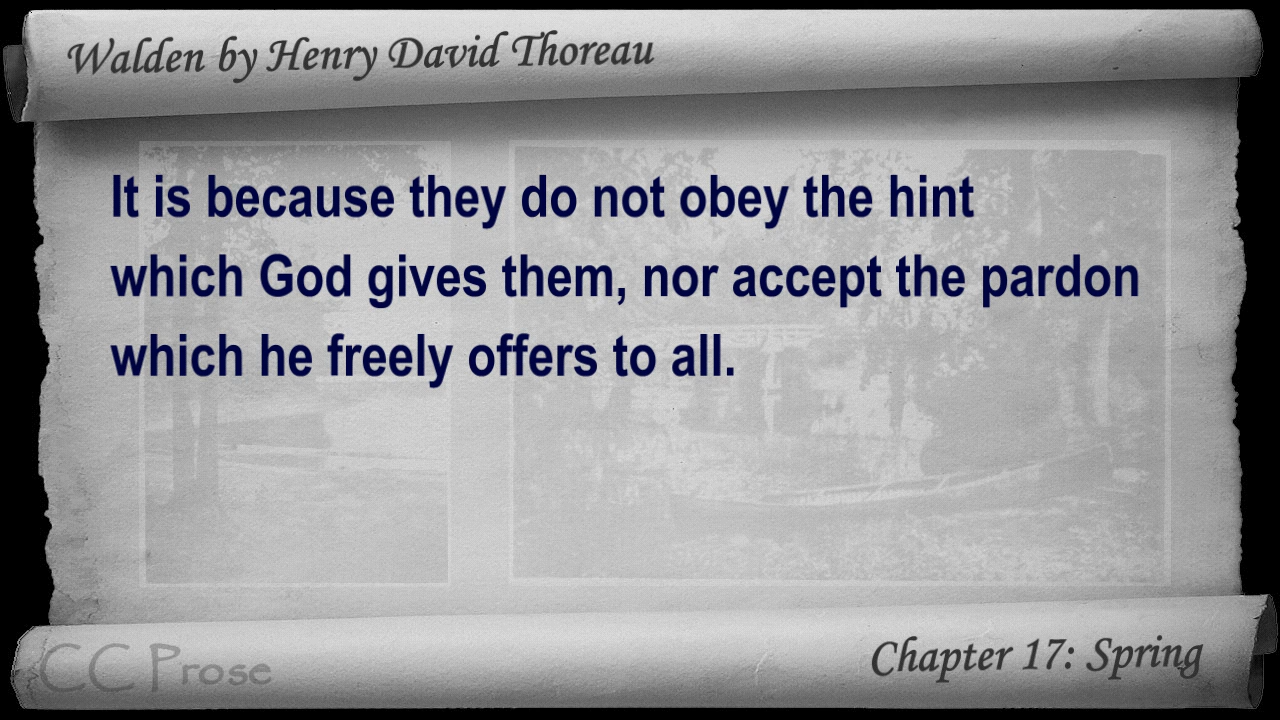 Walden by Henry David Thoreau
It is because they do not obey the hint
which God gives them, nor accept the pardon
which he freely offers to all.
CC Prose
Chapter 17: Spring